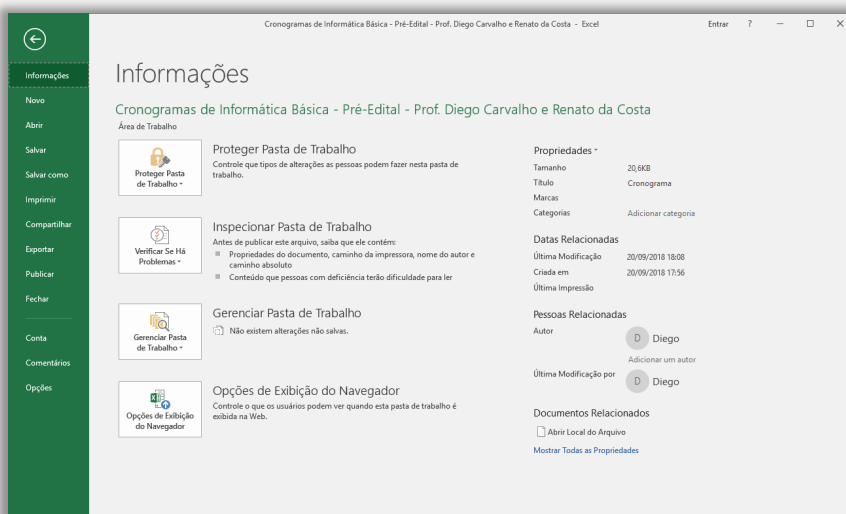 Cronogramas de Informática Básica - Pré-Edital - Prof. Diego Carvalho e Renato da Costa - Excel
Entrar ?
Informações
Novo
Abrir
Salvar
Salvar como
Imprimir
Compartilhar
Exportar
Publicar
Fechar
Conta
Comentários
Opções
Informações
Cronogramas de Informática Básica - Pré-Edital - Prof. Diego Carvalho e Renato da Costa
Área de Trabalho
Proteger Pasta
de Trabalho
Proteger Pasta de Trabalho
Controle que tipos de alterações as pessoas podem fazer nesta pasta de
trabalho.
Verificar Se Há
Problemas
Inspecionar Pasta de Trabalho
Antes de publicar este arquivo, saiba que ele contém:
Propriedades do documento, caminho da impressora, nome do autor e
caminho absoluto
Conteúdo que pessoas com deficiência terão dificuldade para ler
Gerenciar Pasta
de Trabalho
Gerenciar Pasta de Trabalho
Não existem alterações não salvas.
Opções de Exibição
do Navegador
Opções de Exibição do Navegador
Controle o que os usuários podem ver quando esta pasta de trabalho é
exibida na Web.
Propriedades
Tamanho 20,6KB
Título Cronograma
Marcas
Categorias Adicionar categoria
Datas Relacionadas
Última Modificação 20/09/2018 18:08
Criada em 20/09/2018 17:56
Última Impressão
Pessoas Relacionadas
Autor
D Diego
Adicionar um autor
Última Modificação por
D Diego
Documentos Relacionados
Abrir Local do Arquivo
Mostrar Todas as Propriedades